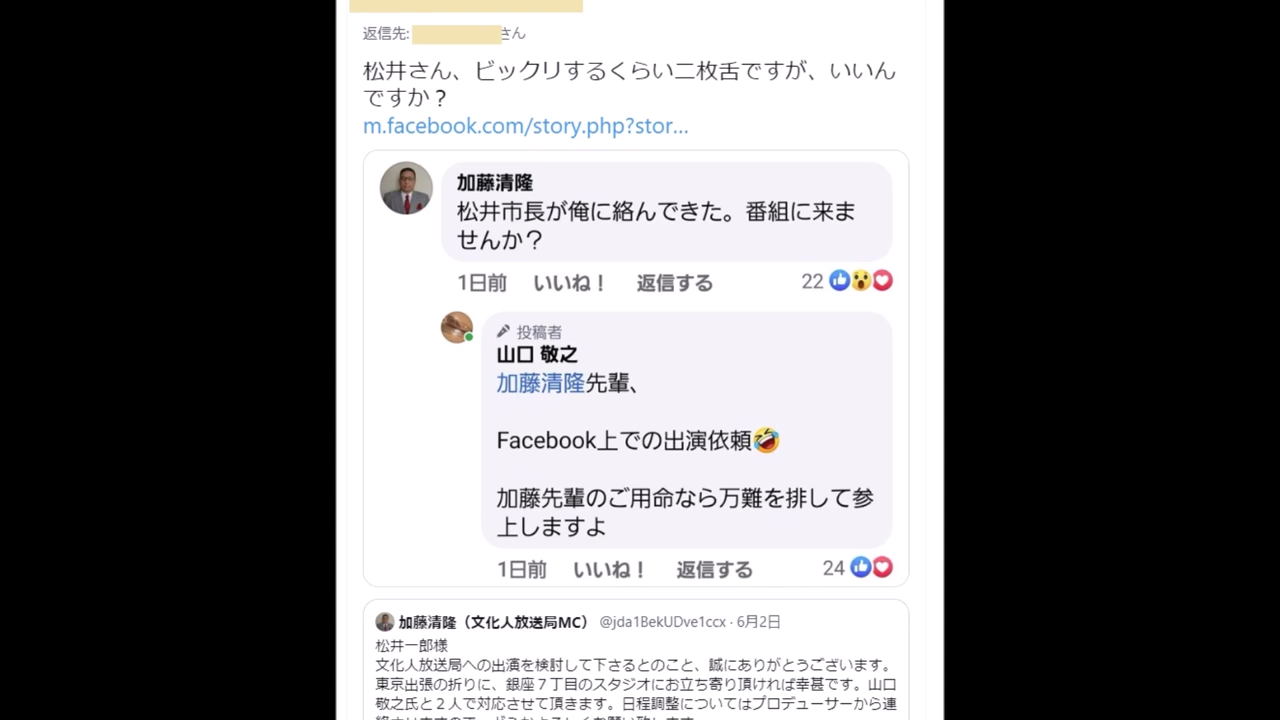 返信先: さん
松井さん、ビックリするくらい二枚舌ですが、いいん
ですか？
m.facebook.com/story.php?stor...
加藤清隆
松井市長が俺に絡んできた。番組に来ま
せんか？
1日前 いいね！ 返信する 22
投稿者
山口 敬之
加藤清隆先輩、
Facebook上での出演依頼🤣
加藤先輩のご用命なら万難を排して参
上しますよ
1日前 いいね！ 返信する 24
加藤清隆（文化人放送局MC） @jda1BekUDve1ccx · 6月2日
松井一郎様
文化人放送局への出演を検討して下さるとのこと、誠にありがとうございます。
東京出張の折りに、銀座７丁目のスタジオにお立ち寄り頂ければ幸甚です。山口
敬之氏と２人で対応させて頂きます。日程調整についてはプロデューサーから連